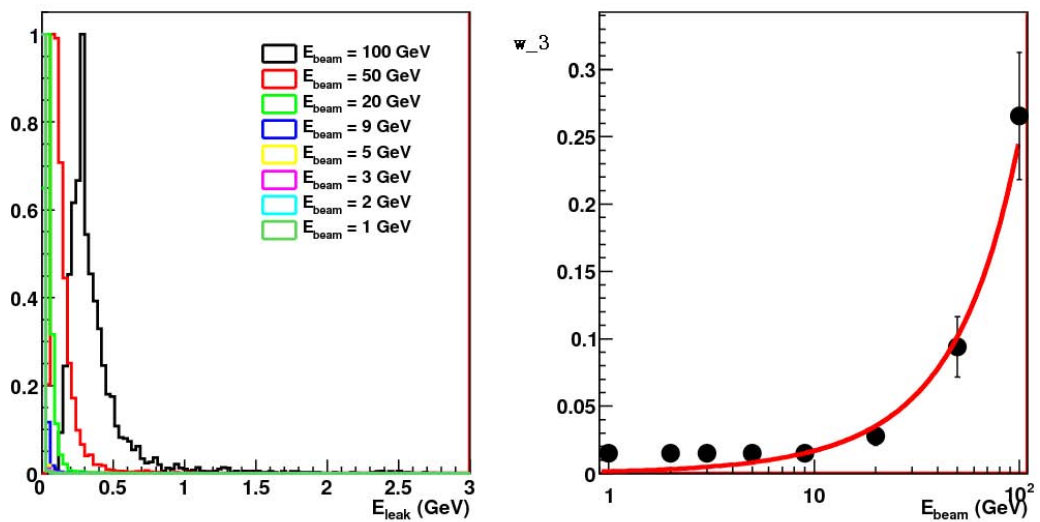 1
0.8
0.6
0.4
0.2
0
E_beam = 100 GeV
E_beam = 50 GeV
E_beam = 20 GeV
E_beam = 9 GeV
E_beam = 5 GeV
E_beam = 3 GeV
E_beam = 2 GeV
E_beam = 1 GeV
0 0.5 1 1.5 2 2.5 3
E_leak (GeV)
w_3
0.3
0.25
0.2
0.15
0.1
0.05
0
1 10 10²
E_beam (GeV)